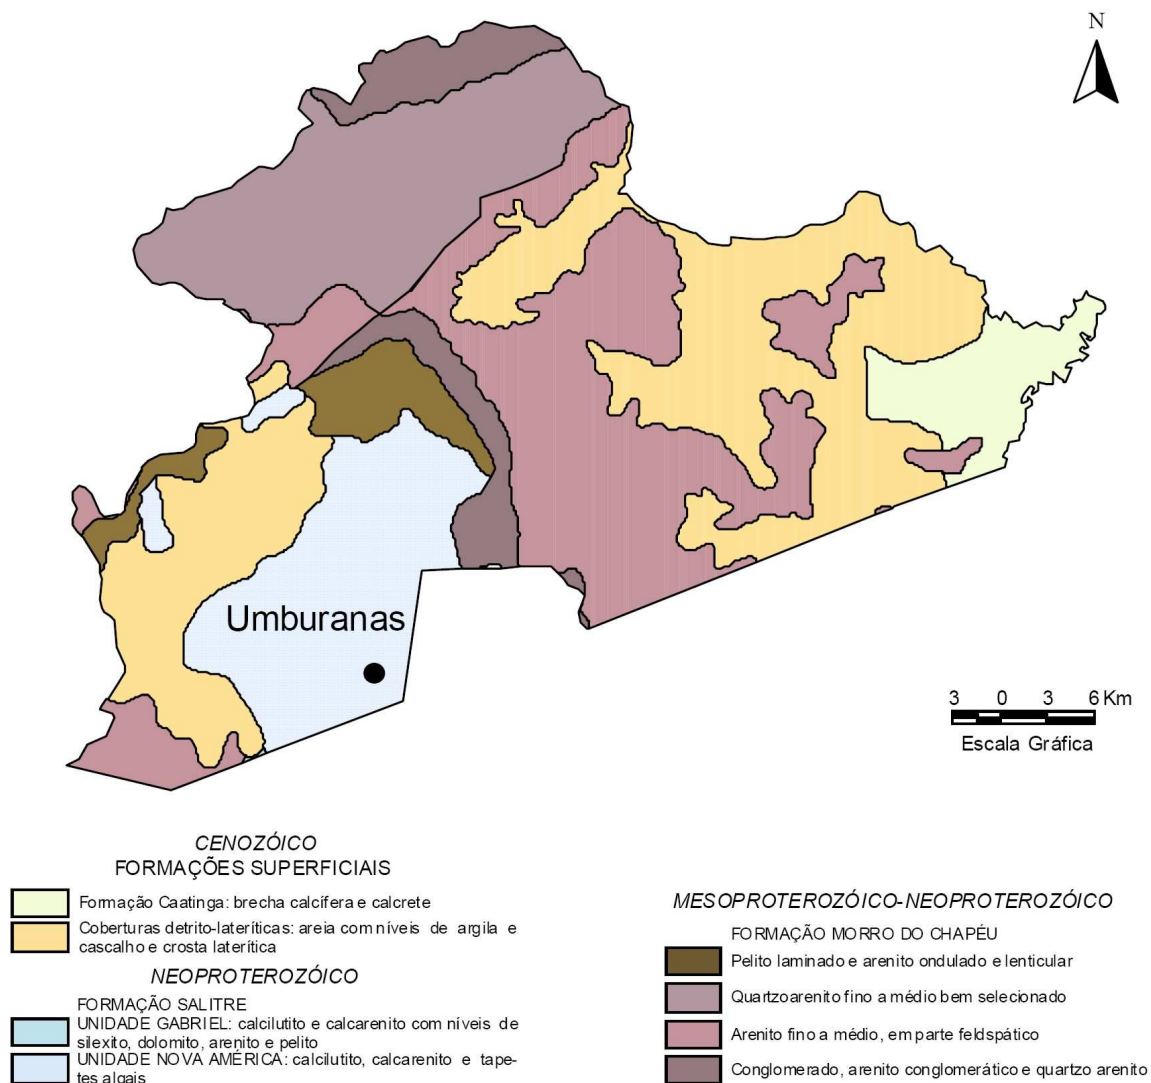 N
Umburanas
3 0 3 6 Km
Escala Gráfica
CENOZÓICO
FORMAÇÕES SUPERFICIAIS
Formação Caatinga: brecha calcífera e calcrete
Coberturas detrito-lateríticas: areia com níveis de argila e
cascalho e crosta laterítica
NEOPROTEROZÓICO
FORMAÇÃO SALITRE
UNIDADE GABRIEL: calcilutito e calcarenito com níveis de
silexito, dolomito, arenito e pelito
UNIDADE NOVA AMÉRICA: calcilutito, calcarenito e tape-
tes algais
MESOPROTEROZÓICO-NEOPROTEROZÓICO
FORMAÇÃO MORRO DO CHAPÉU
Pelito laminado e arenito ondulado e lenticular
Quartzoarenito fino a médio bem selecionado
Arenito fino a médio, em parte feldspático
Conglomerado, arenito conglomerático e quartzo arenito